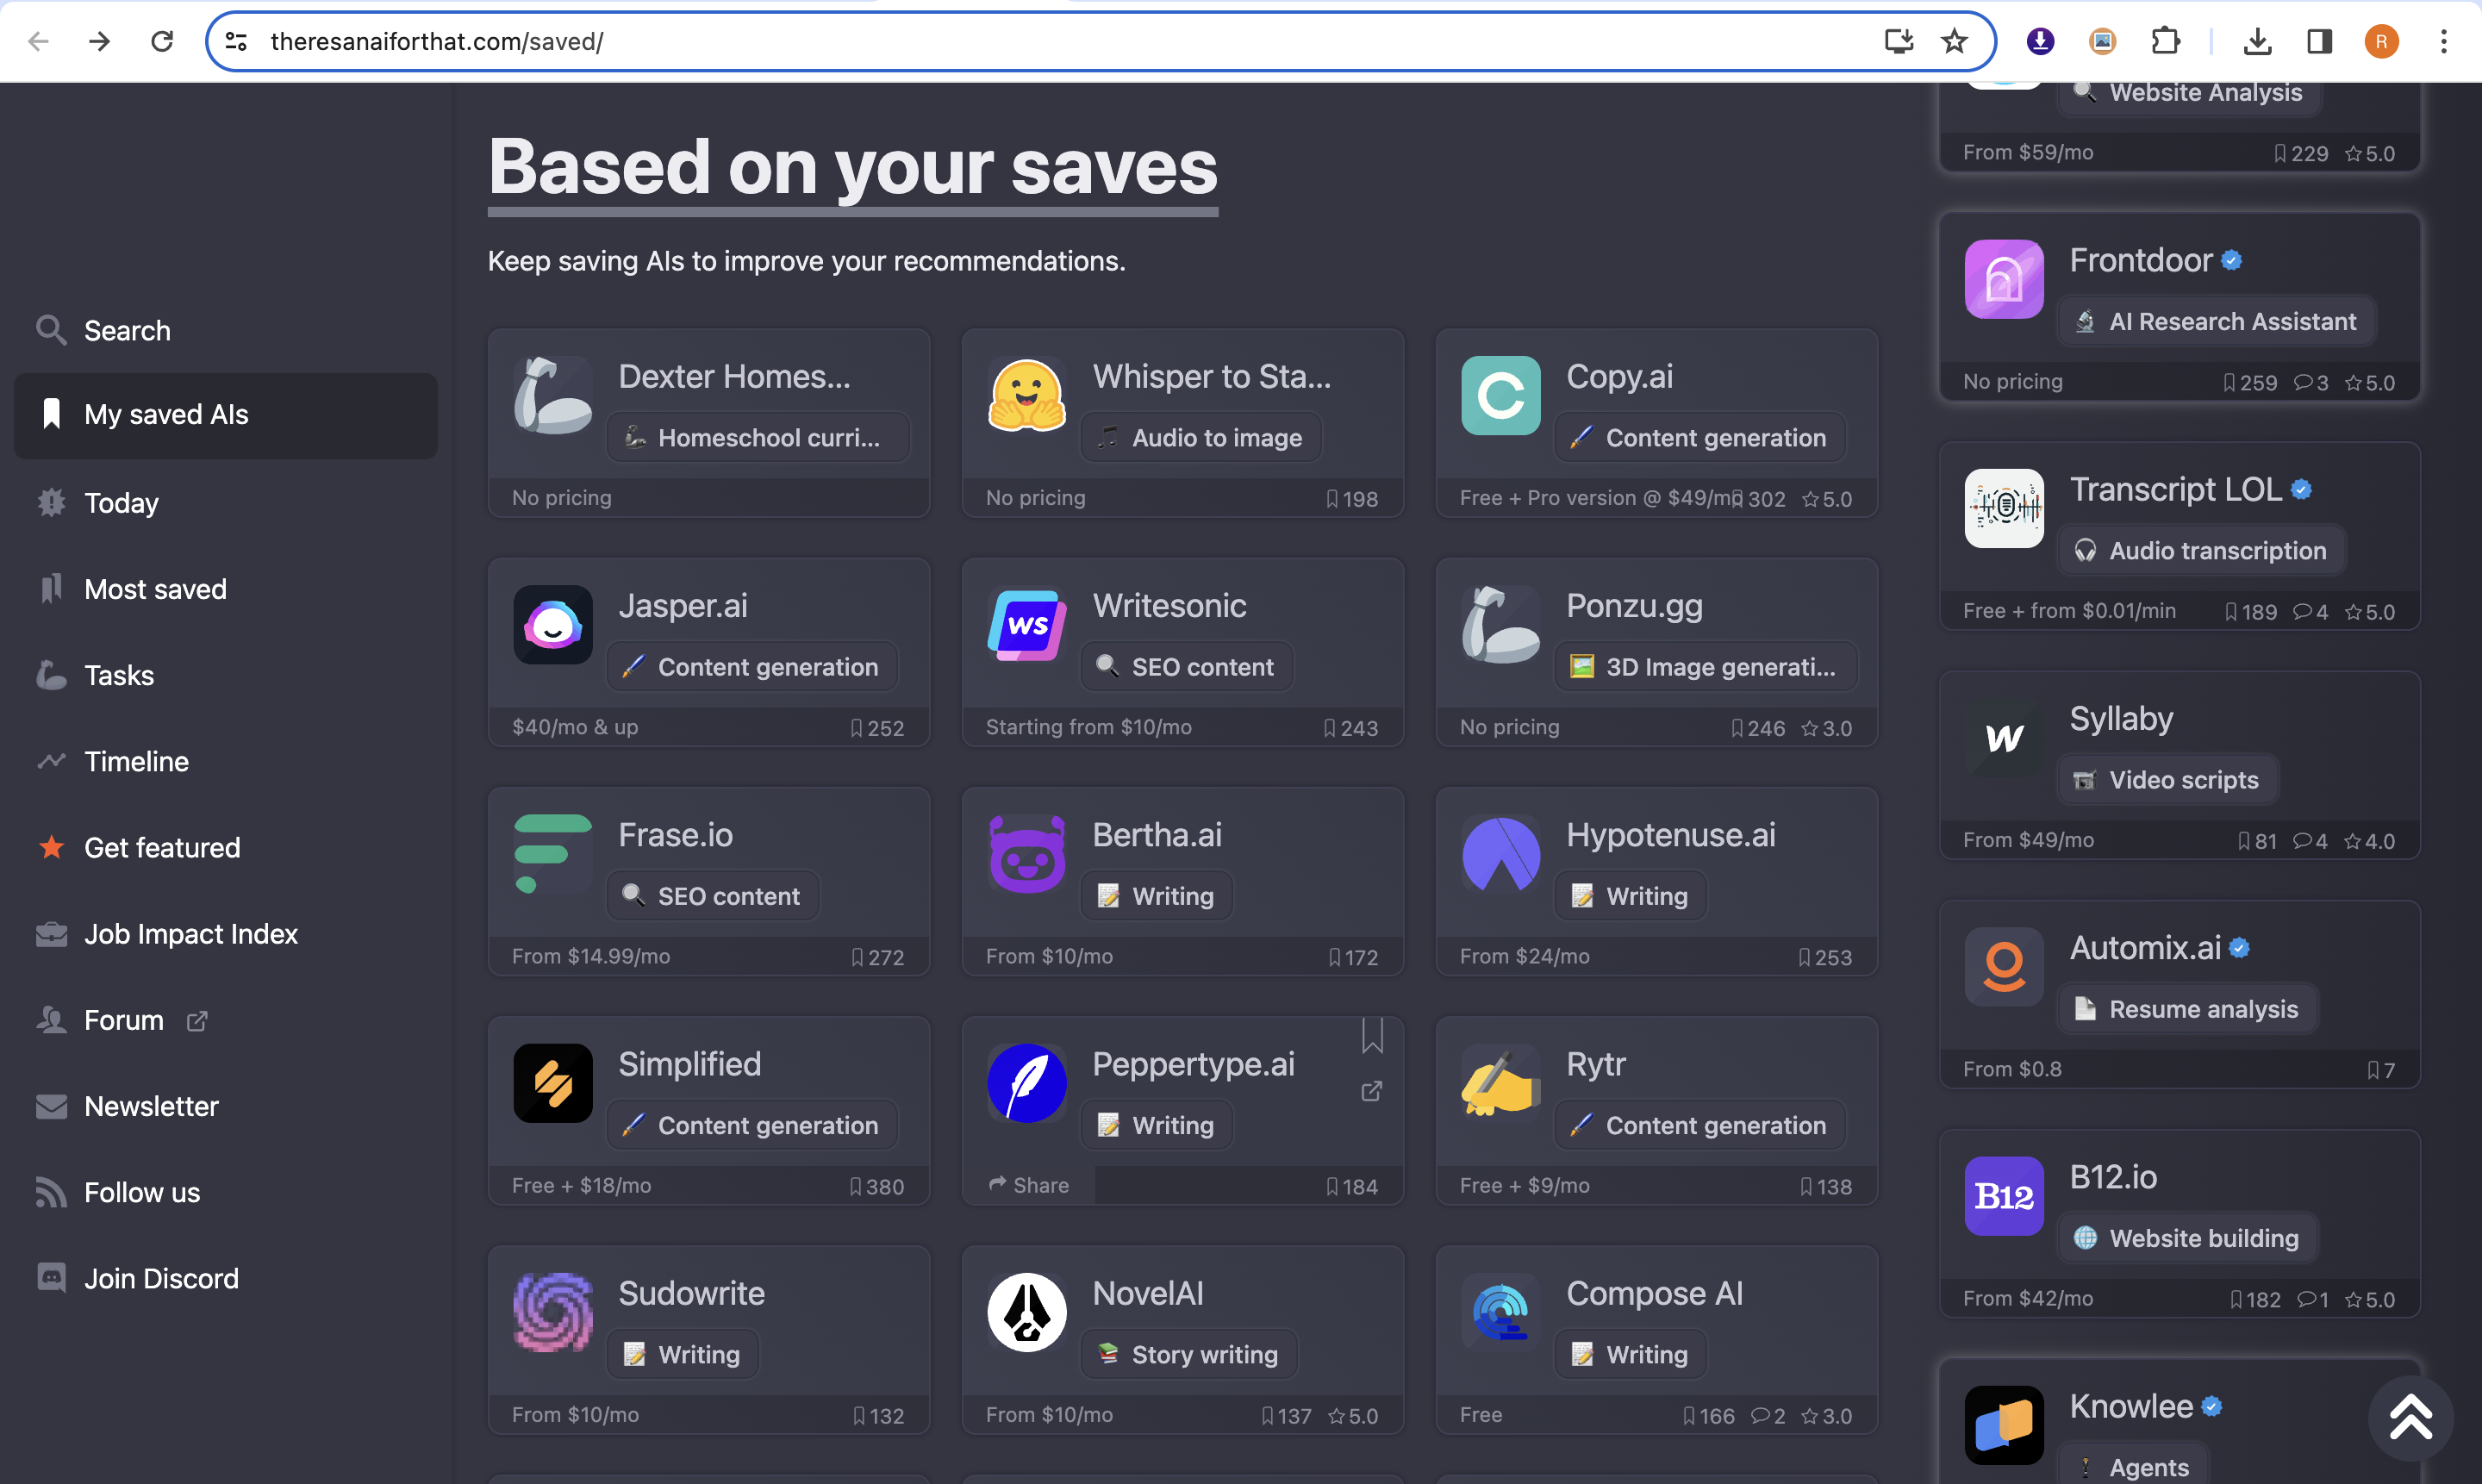 theresanaiforthat.com/saved/
R
Search
My saved AIs
Today
Most saved
Tasks
Timeline
Get featured
Job Impact Index
Forum
Newsletter
Follow us
Join Discord
Based on your saves
Keep saving AIs to improve your recommendations.
Dexter Homes...
Homeschool curri...
No pricing
Whisper to Sta...
Audio to image
No pricing 198
Copy.ai
Content generation
Free + Pro version @ $49/m 302 5.0
Jasper.ai
Content generation
$40/mo & up 252
WS
Writesonic
SEO content
Starting from $10/mo 243
Ponzu.gg
3D Image generati...
No pricing 246 3.0
Frase.io
SEO content
From $14.99/mo 272
Bertha.ai
Writing
From $10/mo 172
Hypotenuse.ai
Writing
From $24/mo 253
Simplified
Content generation
Free + $18/mo 380
Peppertype.ai
Writing
Share 184
Rytr
Content generation
Free + $9/mo 138
Sudowrite
Writing
From $10/mo 132
NovelAI
Story writing
From $10/mo 137 5.0
Compose AI
Writing
Free 166 2 3.0
Website Analysis
From $59/mo 229 5.0
Frontdoor
AI Research Assistant
No pricing 259 3 5.0
Transcript LOL
Audio transcription
Free + from $0.01/min 189 4 5.0
w
Syllaby
Video scripts
From $49/mo 81 4 4.0
Automix.ai
Resume analysis
From $0.8 7
B12
B12.io
Website building
From $42/mo 182 1 5.0
Knowlee
Agents